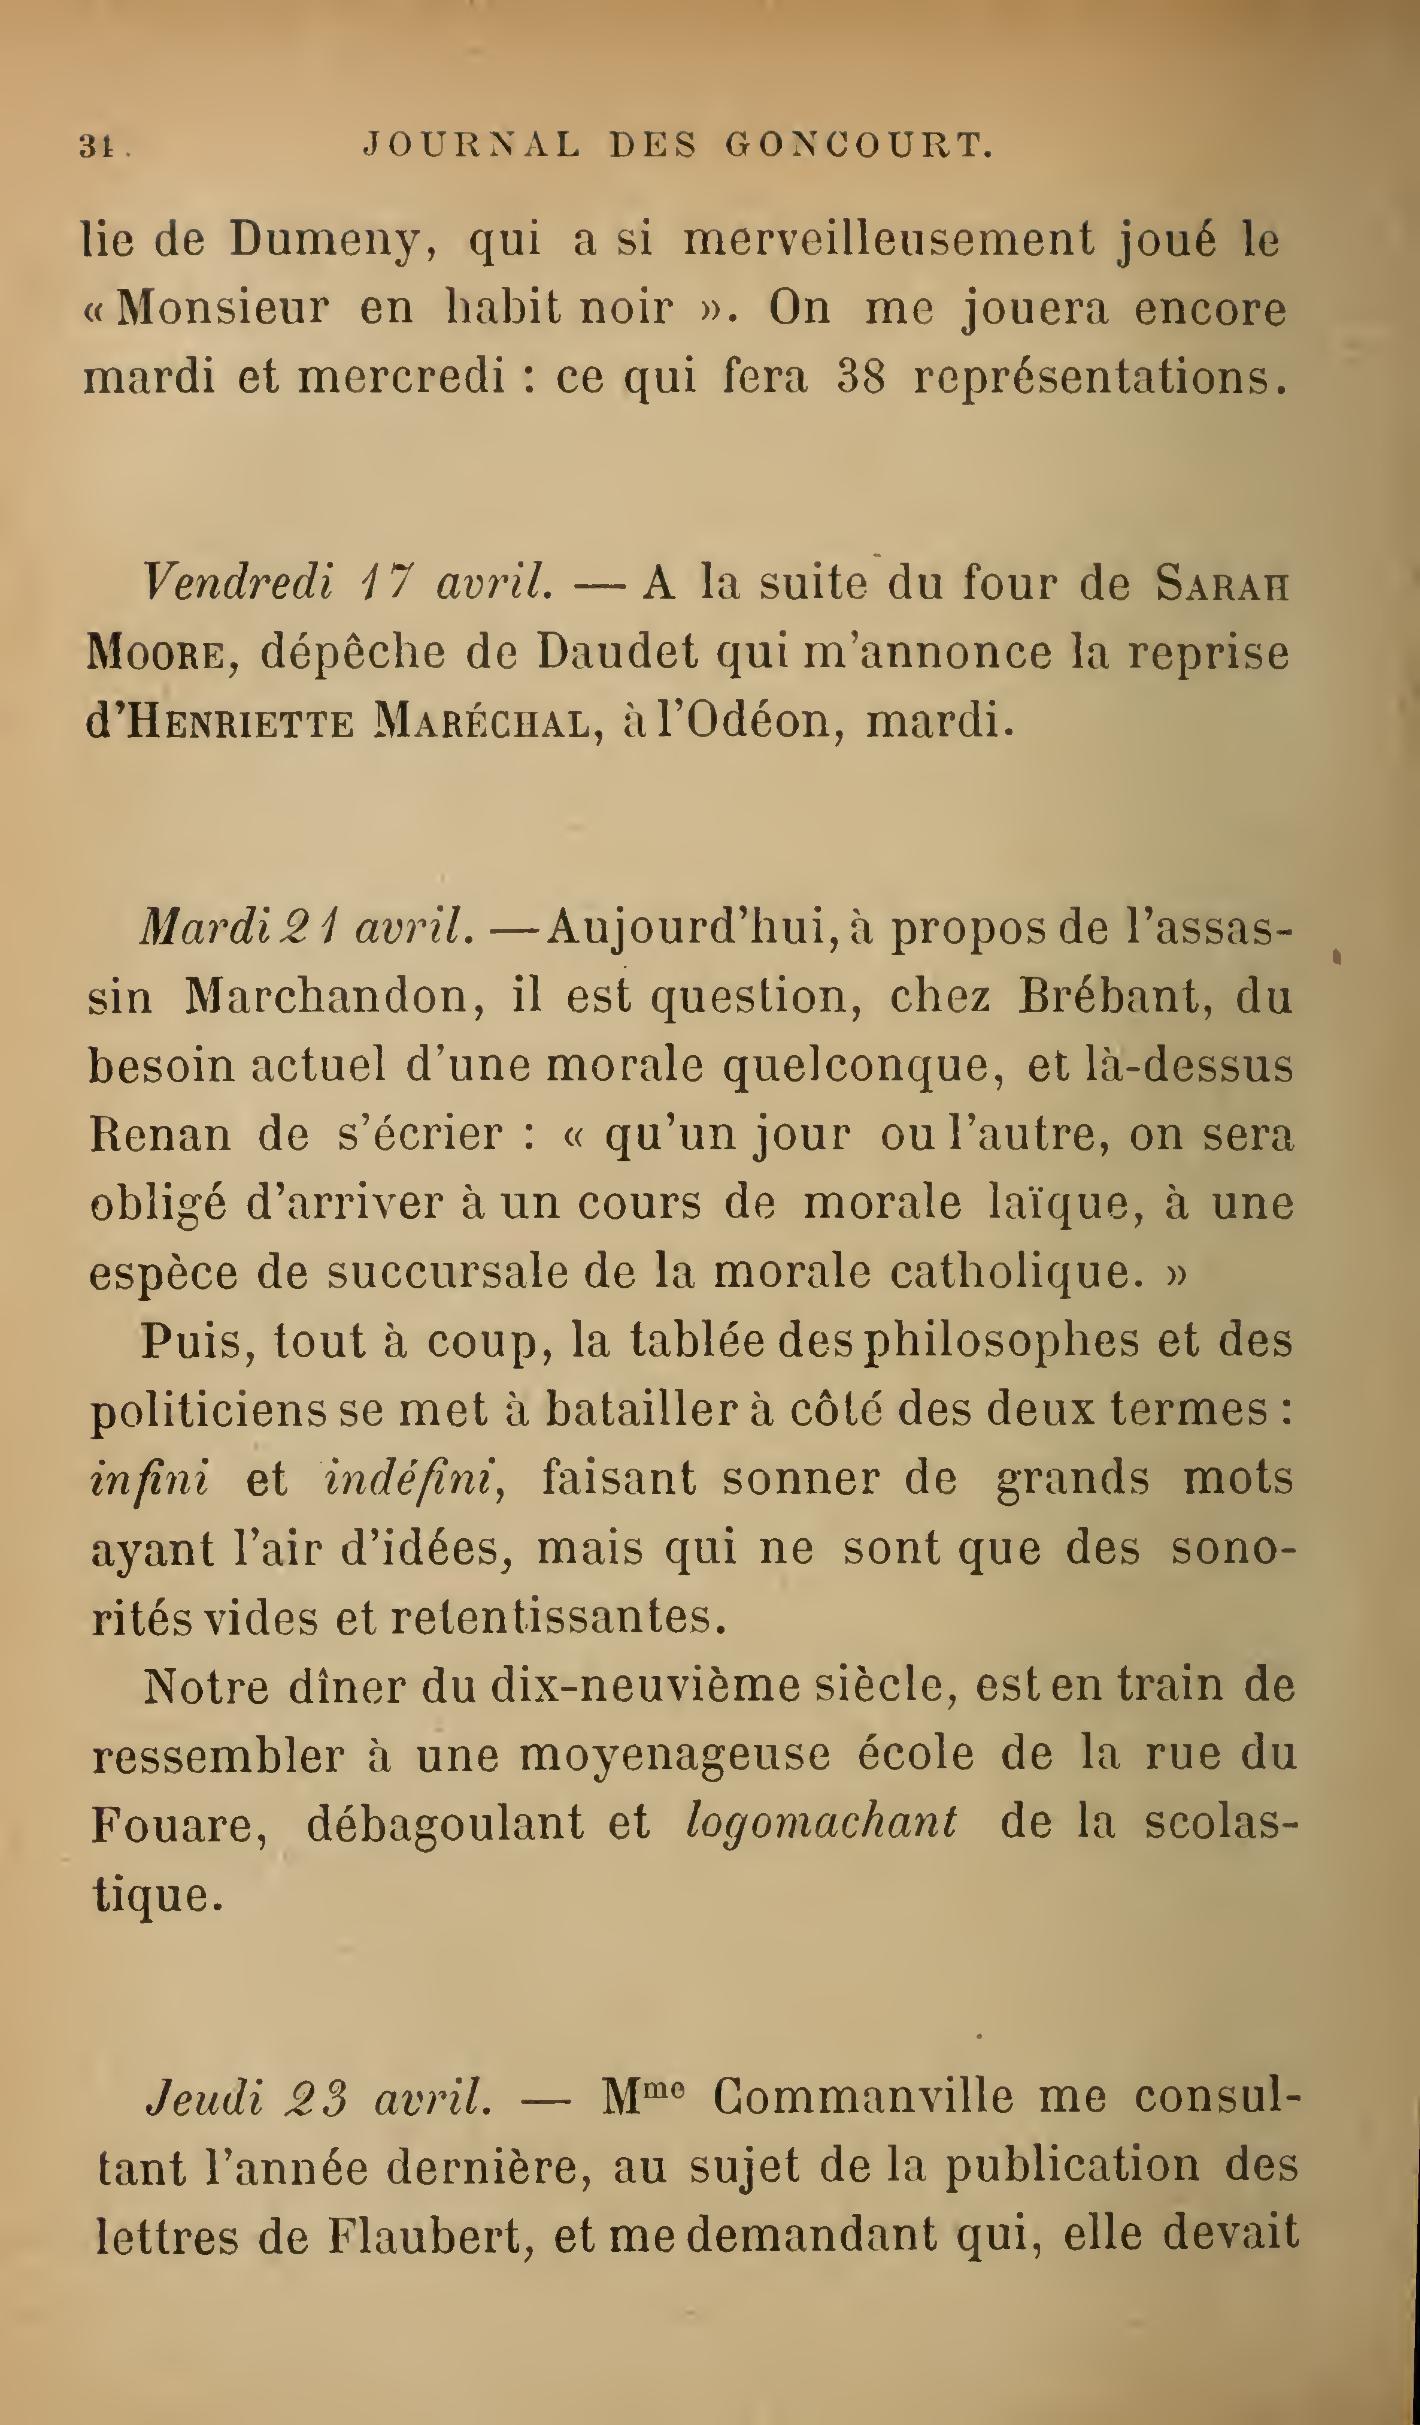 34. JOURNAL DES GONCOURT.
lie de Dumeny, qui a si merveilleusement joué le
« Monsieur en habit noir ». On me jouera encore
mardi et mercredi : ce qui fera 38 représentations.
Vendredi 17 avril. — A la suite du four de SARAH
MOORE, dépêche de Daudet qui m'annonce la reprise
d'HENRIETTE MARÉCHAL, à l'Odéon, mardi.
Mardi 21 avril. — Aujourd'hui, à propos de l'assas-
sin Marchandon, il est question, chez Brébant, du
besoin actuel d'une morale quelconque, et là-dessus
Renan de s'écrier : « qu'un jour ou l'autre, on sera
obligé d'arriver à un cours de morale laïque, à une
espèce de succursale de la morale catholique. »
Puis, tout à coup, la tablée des philosophes et des
politiciens se met à batailler à côté des deux termes :
infini et indéfini, faisant sonner de grands mots
ayant l'air d'idées, mais qui ne sont que des sono-
rités vides et retentissantes.
Notre dîner du dix-neuvième siècle, est en train de
ressembler à une moyenageuse école de la rue du
Fouare, débagoulant et logomachant de la scolas-
tique.
Jeudi 23 avril. — Mme Commanville me consul-
tant l'année dernière, au sujet de la publication des
lettres de Flaubert, et me demandant qui, elle devait